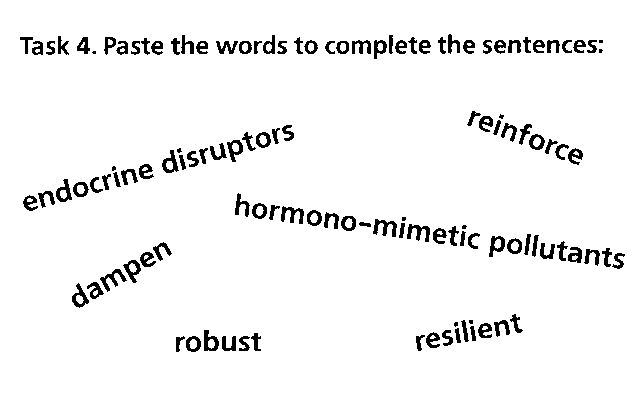 Task 4. Paste the words to complete the sentences:
endocrine disruptors
reinforce
hormono-mimetic pollutants
dampen
robust
resilient